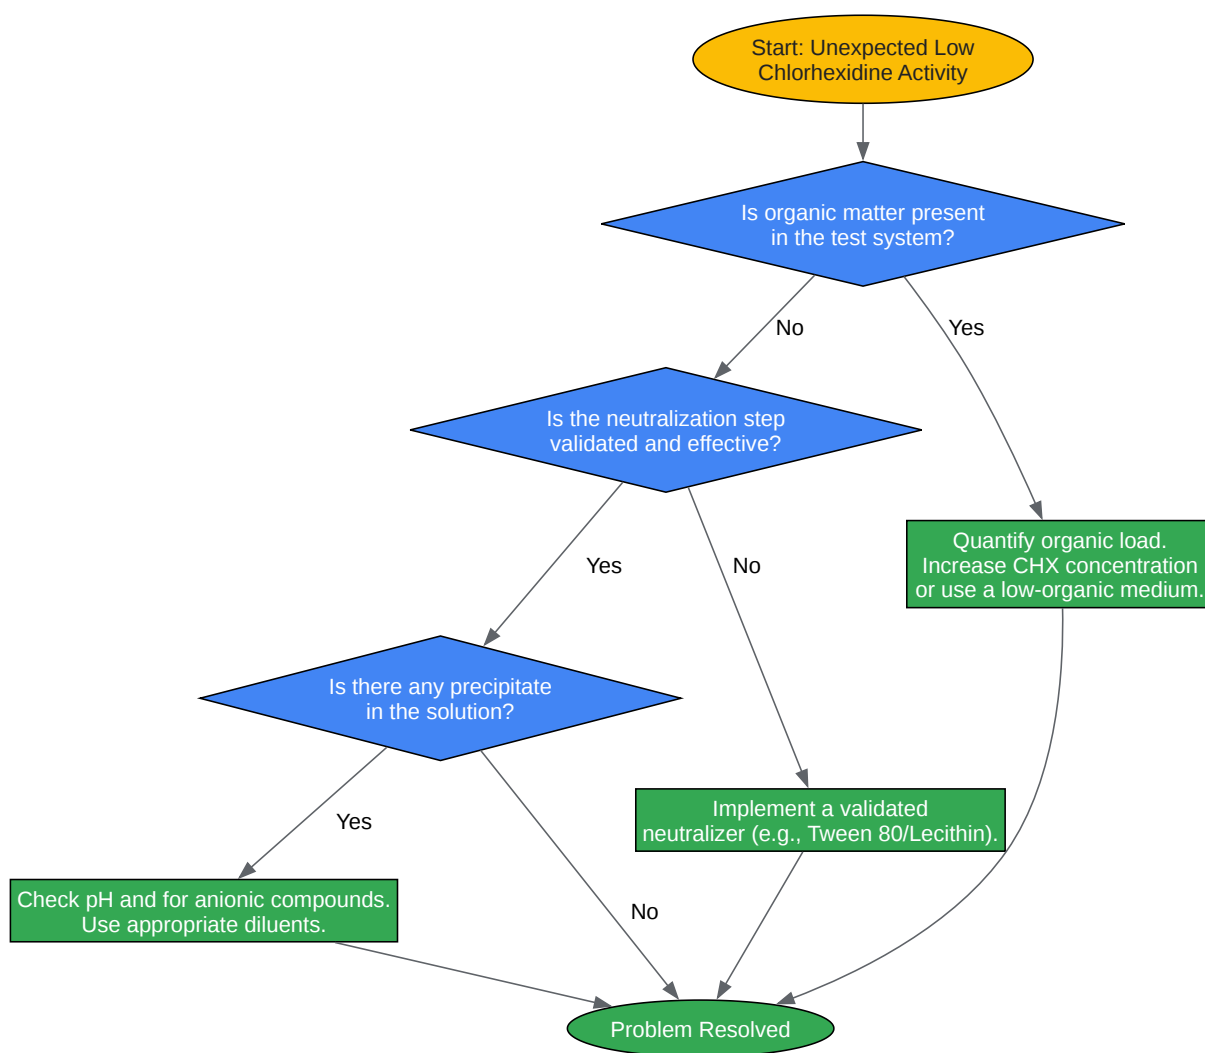 Start: Unexpected Low
Chlorhexidine Activity
Is organic matter present
in the test system?
No
Yes
Is the neutralization step
validated and effective?
Yes
No
Quantify organic load.
Increase CHX concentration
or use a low-organic medium.
Is there any precipitate
in the solution?
Yes
No
Implement a validated
neutralizer (e.g., Tween 80/Lecithin).
Check pH and for anionic compounds.
Use appropriate diluents.
Problem Resolved